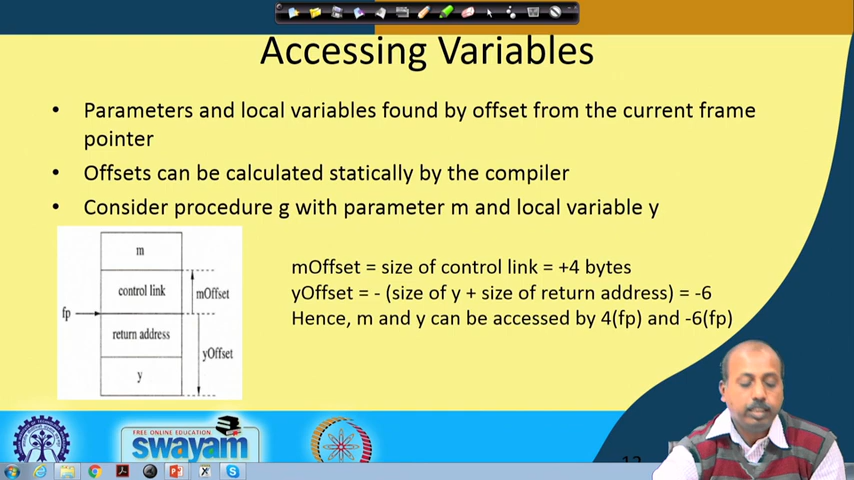 Accessing Variables
• Parameters and local variables found by offset from the current frame
pointer
• Offsets can be calculated statically by the compiler
• Consider procedure g with parameter m and local variable y
m
control link
mOffset
fp
return address
yOffset
y
mOffset = size of control link = +4 bytes
yOffset = - (size of y + size of return address) = -6
Hence, m and y can be accessed by 4(fp) and -6(fp)
FREE ONLINE EDUCATION
swayam